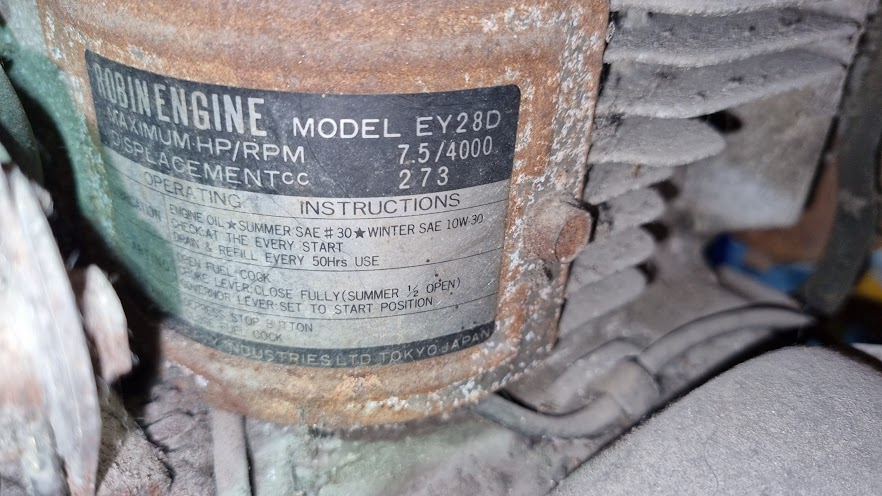 ROBIN ENGINE MODEL EY28D
MAXIMUM HP/RPM 7.5/4000
DISPLACEMENT CC 273
OPERATING INSTRUCTIONS
ENGINE OIL ★ SUMMER SAE #30 ★ WINTER SAE 10W-30
CHECK AT THE EVERY START
DRAIN & REFILL EVERY 50Hrs USE
OPEN FUEL COCK
LEVER: CLOSE FULLY (SUMMER ½ OPEN)
GOVERNOR LEVER: SET TO START POSITION
PRESS STOP BUTTON
FUEL COCK
INDUSTRIES LTD. TOKYO JAPAN